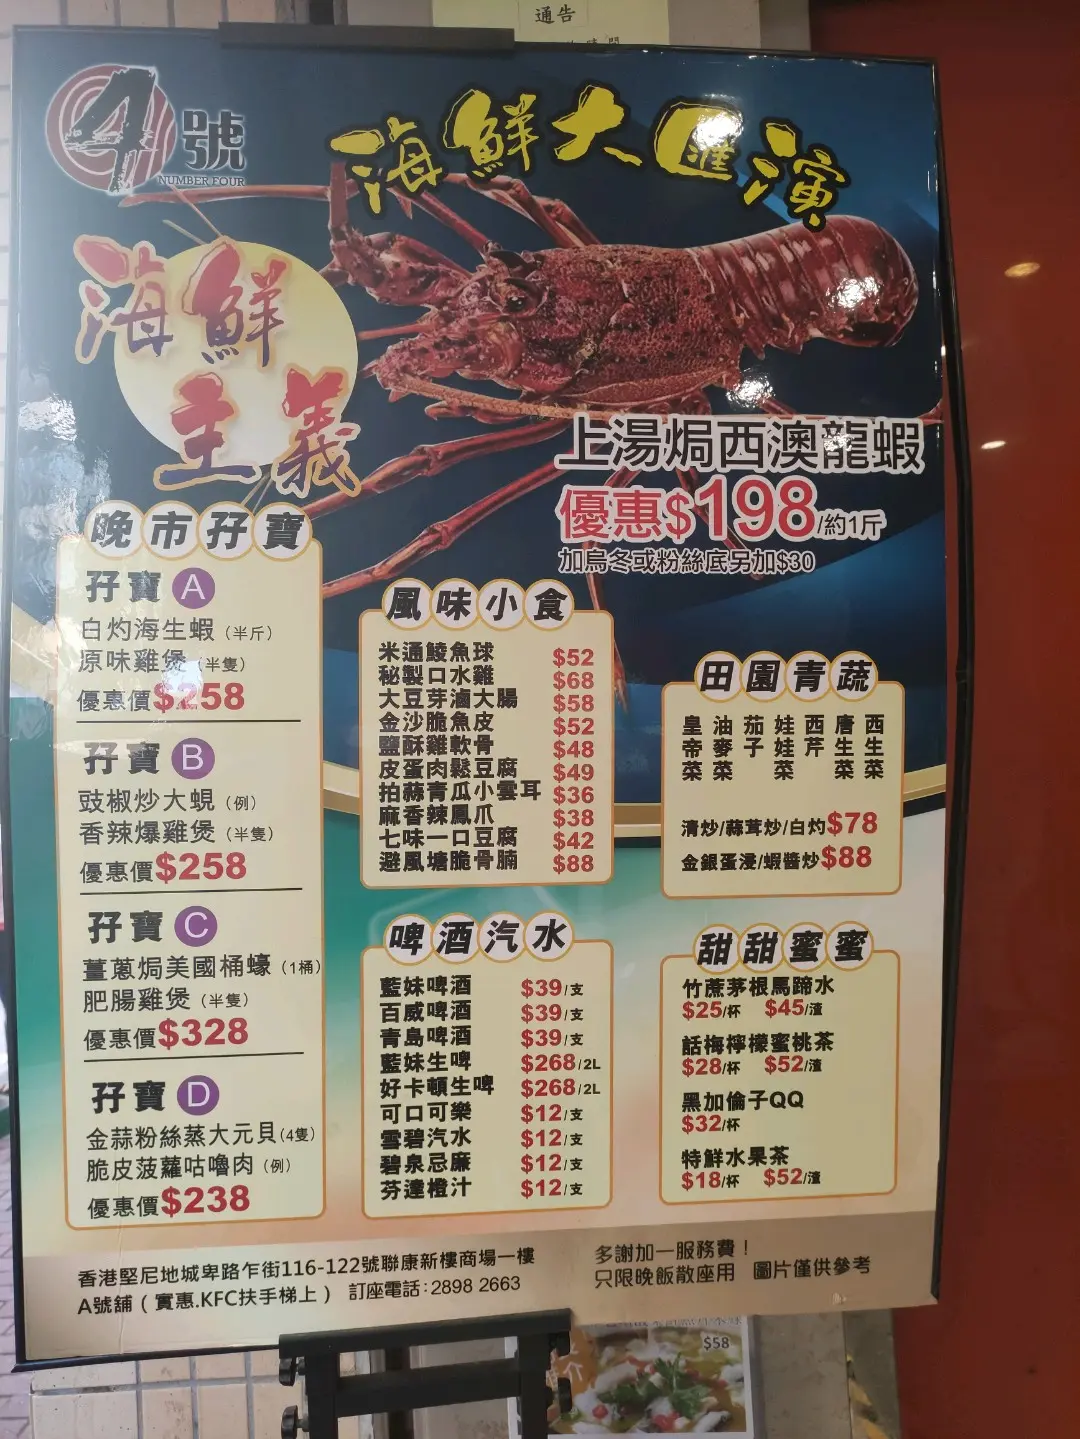 通告
4號
NUMBER FOUR
海鮮大匯演
海鮮
主義
上湯焗西澳龍蝦
優惠$198/約1斤
加烏冬或粉絲底另加$30
晚市孖寶
孖寶 A
白灼海生蝦（半斤）
原味雞煲（半隻）
優惠價$258
孖寶 B
豉椒炒大蜆（例）
香辣爆雞煲（半隻）
優惠價$258
孖寶 C
薑蔥焗美國桶蠔（1桶）
肥腸雞煲（半隻）
優惠價$328
孖寶 D
金蒜粉絲蒸大元貝（4隻）
脆皮菠蘿咕嚕肉（例）
優惠價$238
風味小食
米通鯪魚球 $52
秘製口水雞 $68
大豆芽滷大腸 $58
金沙脆魚皮 $52
鹽酥雞軟骨 $48
皮蛋肉鬆豆腐 $49
拍蒜青瓜小雲耳 $36
麻香辣鳳爪 $38
七味一口豆腐 $42
避風塘脆骨腩 $88
田園青蔬
皇帝菜
油麥菜
茄子
娃娃菜
西芹
唐生菜
西生菜
清炒/蒜茸炒/白灼$78
金銀蛋浸/蝦醬炒$88
啤酒汽水
藍妹啤酒 $39/支
百威啤酒 $39/支
青島啤酒 $39/支
藍妹生啤 $268/2L
好卡頓生啤 $268/2L
可口可樂 $12/支
雪碧汽水 $12/支
碧泉忌廉 $12/支
芬達橙汁 $12/支
甜甜蜜蜜
竹蔗茅根馬蹄水
$25/杯 $45/渣
話梅檸檬蜜桃茶
$28/杯 $52/渣
黑加倫子QQ
$32/杯
特鮮水果茶
$18/杯 $52/渣
香港堅尼地城卑路乍街116-122號聯康新樓商場一樓
A號舖（實惠.KFC扶手梯上） 訂座電話：2898 2663
多謝加一服務費！
只限晚飯散座用 圖片僅供參考
$58